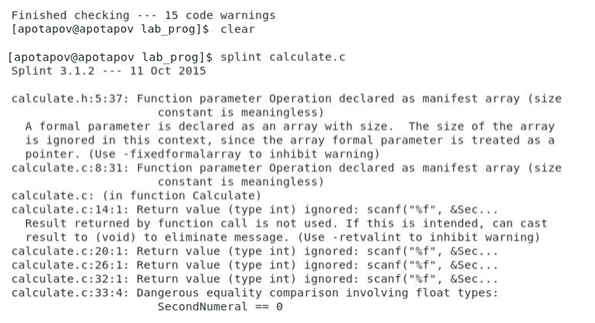 Finished checking --- 15 code warnings
[apotapov@apotapov lab_prog]$ clear
[apotapov@apotapov lab_prog]$ splint calculate.c
Splint 3.1.2 --- 11 Oct 2015
calculate.h:5:37: Function parameter Operation declared as manifest array (size
constant is meaningless)
A formal parameter is declared as an array with size.  The size of the array
is ignored in this context, since the array formal parameter is treated as a
pointer. (Use -fixedformalarray to inhibit warning)
calculate.c:8:31: Function parameter Operation declared as manifest array (size
constant is meaningless)
calculate.c: (in function Calculate)
calculate.c:14:1: Return value (type int) ignored: scanf("%f", &Sec...
Result returned by function call is not used. If this is intended, can cast
result to (void) to eliminate message. (Use -retvalint to inhibit warning)
calculate.c:20:1: Return value (type int) ignored: scanf("%f", &Sec...
calculate.c:26:1: Return value (type int) ignored: scanf("%f", &Sec...
calculate.c:32:1: Return value (type int) ignored: scanf("%f", &Sec...
calculate.c:33:4: Dangerous equality comparison involving float types:
SecondNumeral == 0